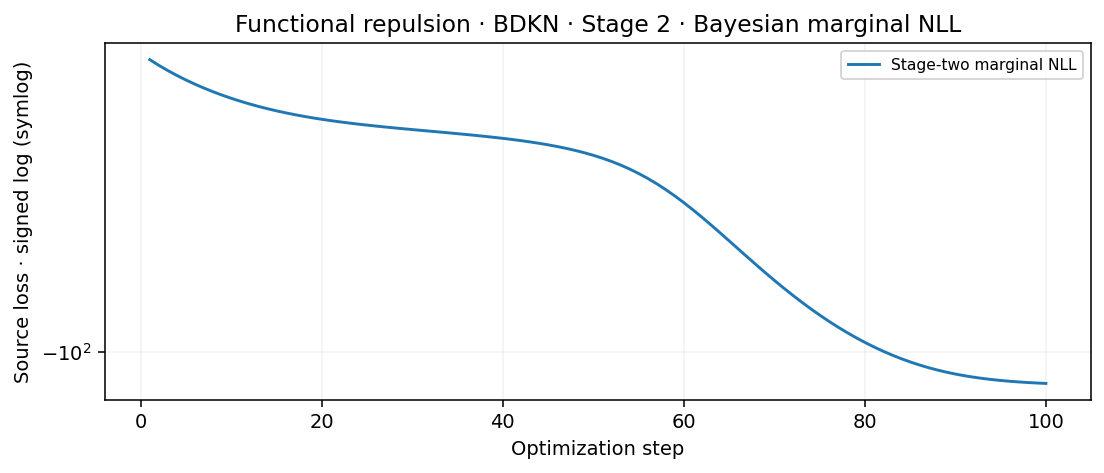 Functional repulsion · BDKN · Stage 2 · Bayesian marginal NLL
Stage-two marginal NLL
Source loss · signed log (symlog)
−10²
0 20 40 60 80 100
Optimization step